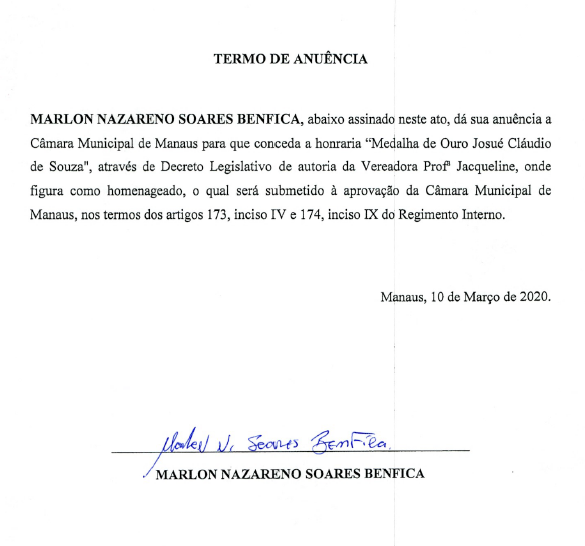 TERMO DE ANUÊNCIA
MARLON NAZARENO SOARES BENFICA, abaixo assinado neste ato, dá sua anuência a
Câmara Municipal de Manaus para que conceda a honraria “Medalha de Ouro Josué Cláudio
de Souza", através de Decreto Legislativo de autoria da Vereadora Profª Jacqueline, onde
figura como homenageado, o qual será submetido à aprovação da Câmara Municipal de
Manaus, nos termos dos artigos 173, inciso IV e 174, inciso IX do Regimento Interno.
Manaus, 10 de Março de 2020.
N. Soares Benfica
MARLON NAZARENO SOARES BENFICA